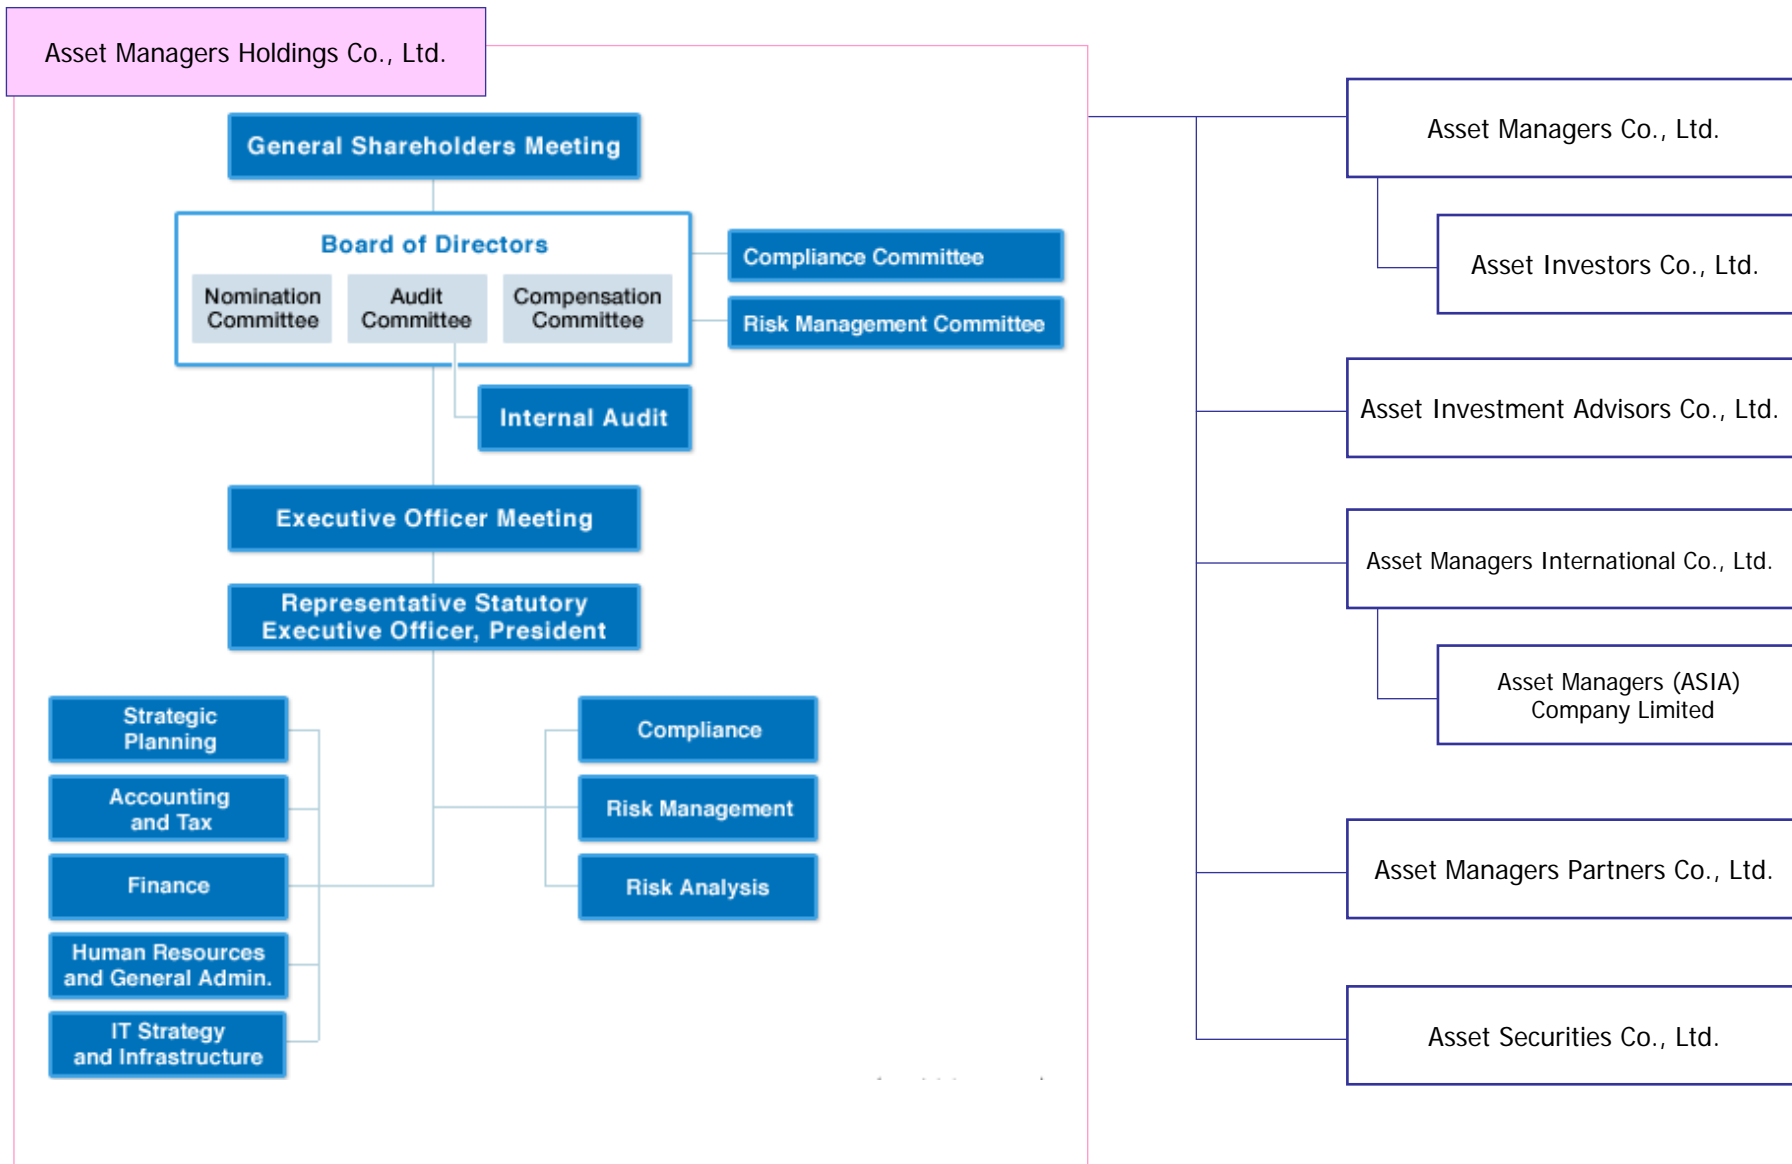 Asset Managers Holdings Co., Ltd.
General Shareholders Meeting
Board of Directors
Nomination
Committee
Audit
Committee
Compensation
Committee
Compliance Committee
Risk Management Committee
Internal Audit
Executive Officer Meeting
Representative Statutory
Executive Officer, President
Strategic
Planning
Accounting
and Tax
Finance
Human Resources
and General Admin.
IT Strategy
and Infrastructure
Compliance
Risk Management
Risk Analysis
Asset Managers Co., Ltd.
Asset Investors Co., Ltd.
Asset Investment Advisors Co., Ltd.
Asset Managers International Co., Ltd.
Asset Managers (ASIA)
Company Limited
Asset Managers Partners Co., Ltd.
Asset Securities Co., Ltd.